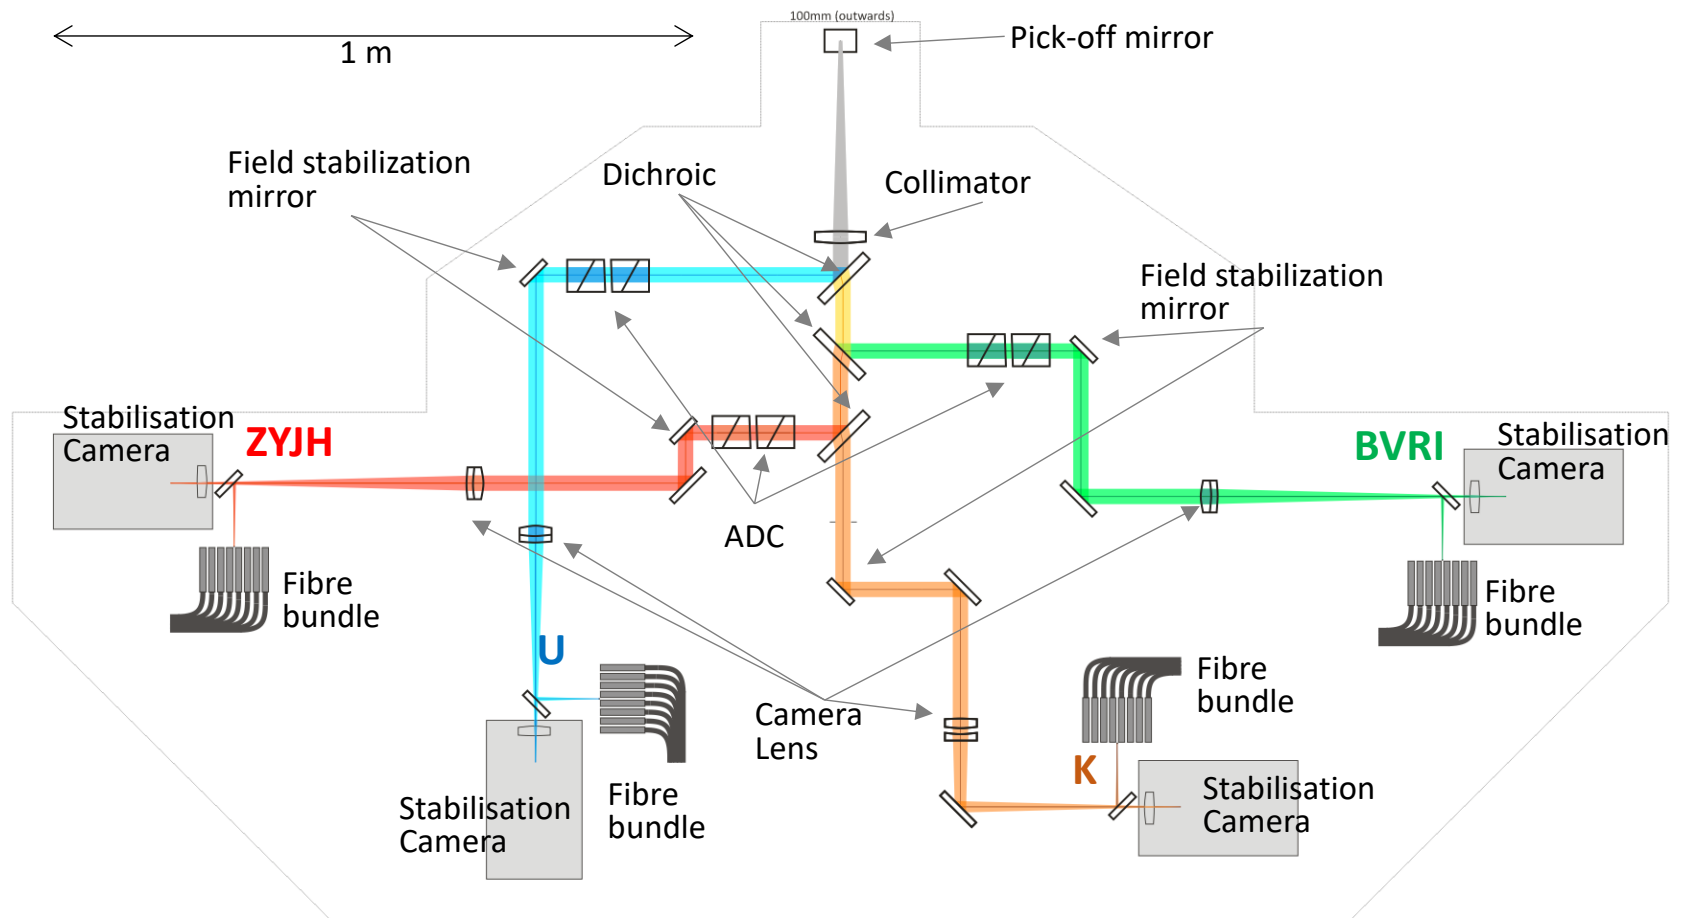 100mm (outwards)
Pick-off mirror
1 m
Field stabilization
mirror
Dichroic
Collimator
Field stabilization
mirror
Stabilisation
Camera
ZYJH
BVRI
Stabilisation
Camera
ADC
Fibre
bundle
Fibre
bundle
U
Fibre
bundle
Camera
Lens
K
Stabilisation
Camera
Fibre
bundle
Stabilisation
Camera